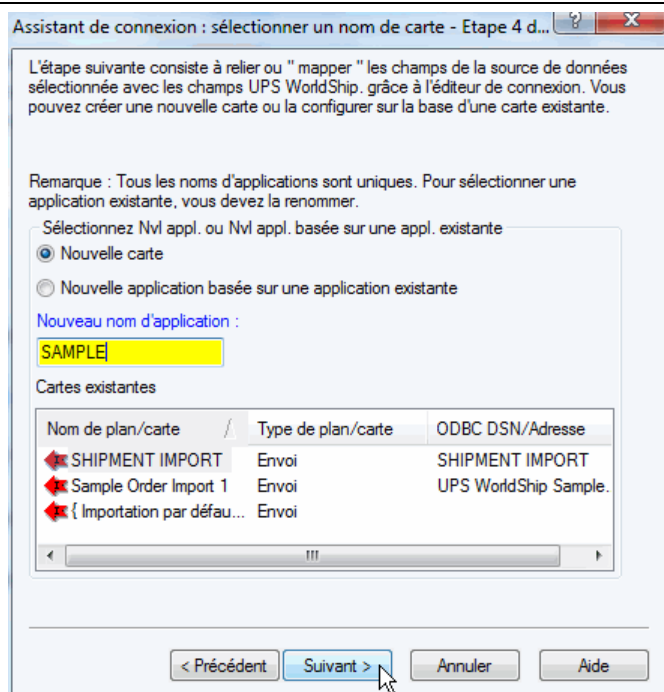 Assistant de connexion : sélectionner un nom de carte - Etape 4 d...
L'étape suivante consiste à relier ou " mapper " les champs de la source de données
sélectionnée avec les champs UPS WorldShip. grâce à l'éditeur de connexion. Vous
pouvez créer une nouvelle carte ou la configurer sur la base d'une carte existante.
Remarque : Tous les noms d'applications sont uniques. Pour sélectionner une
application existante, vous devez la renommer.
Sélectionnez Nvl appl. ou Nvl appl. basée sur une appl. existante
Nouvelle carte
Nouvelle application basée sur une application existante
Nouveau nom d'application :
SAMPLE
Cartes existantes
Nom de plan/carte Type de plan/carte ODBC DSN/Adresse
SHIPMENT IMPORT Envoi SHIPMENT IMPORT
Sample Order Import 1 Envoi UPS WorldShip Sample.
{ Importation par défau... Envoi
< Précédent Suivant > Annuler Aide